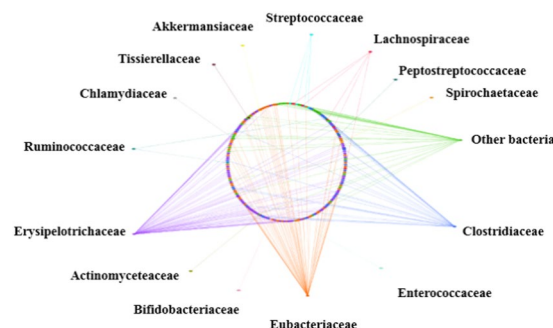 Streptococcaceae
Akkermansiaceae
Lachnospiraceae
Tissierellaceae
Peptostreptococcaceae
Chlamydiaceae
Spirochaetaceae
Other bacteria
Ruminococcaceae
Erysipelotrichaceae
Clostridiaceae
Actinomyceteaceae
Enterococcaceae
Bifidobacteriaceae
Eubacteriaceae